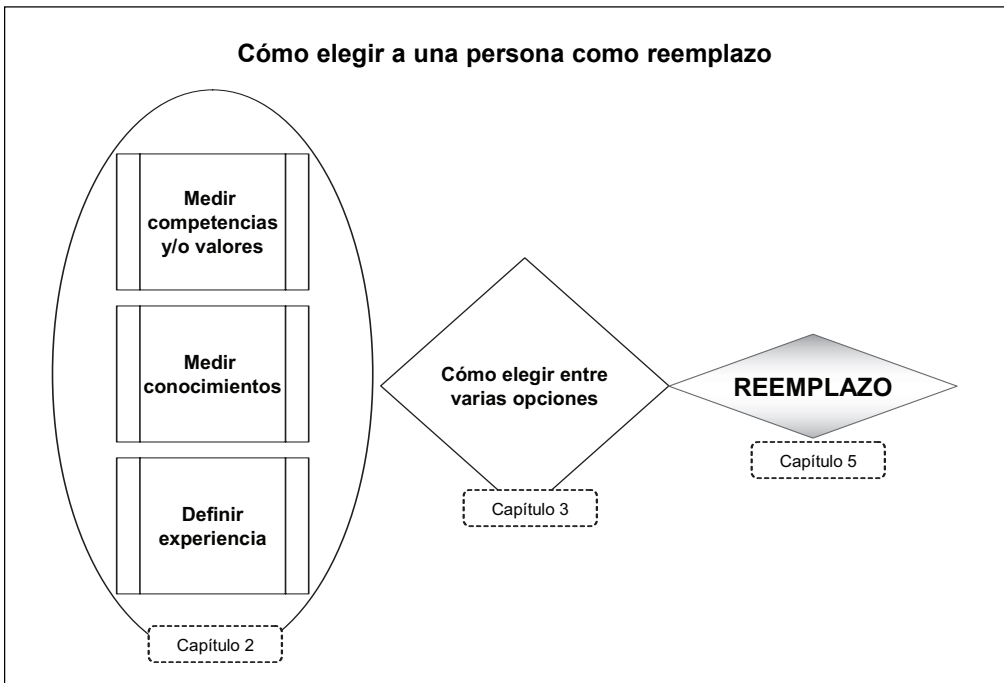 Cómo elegir a una persona como reemplazo
Medir
competencias
y/o valores
Medir
conocimientos
Definir
experiencia
Capítulo 2
Cómo elegir entre
varias opciones
Capítulo 3
REEMPLAZO
Capítulo 5